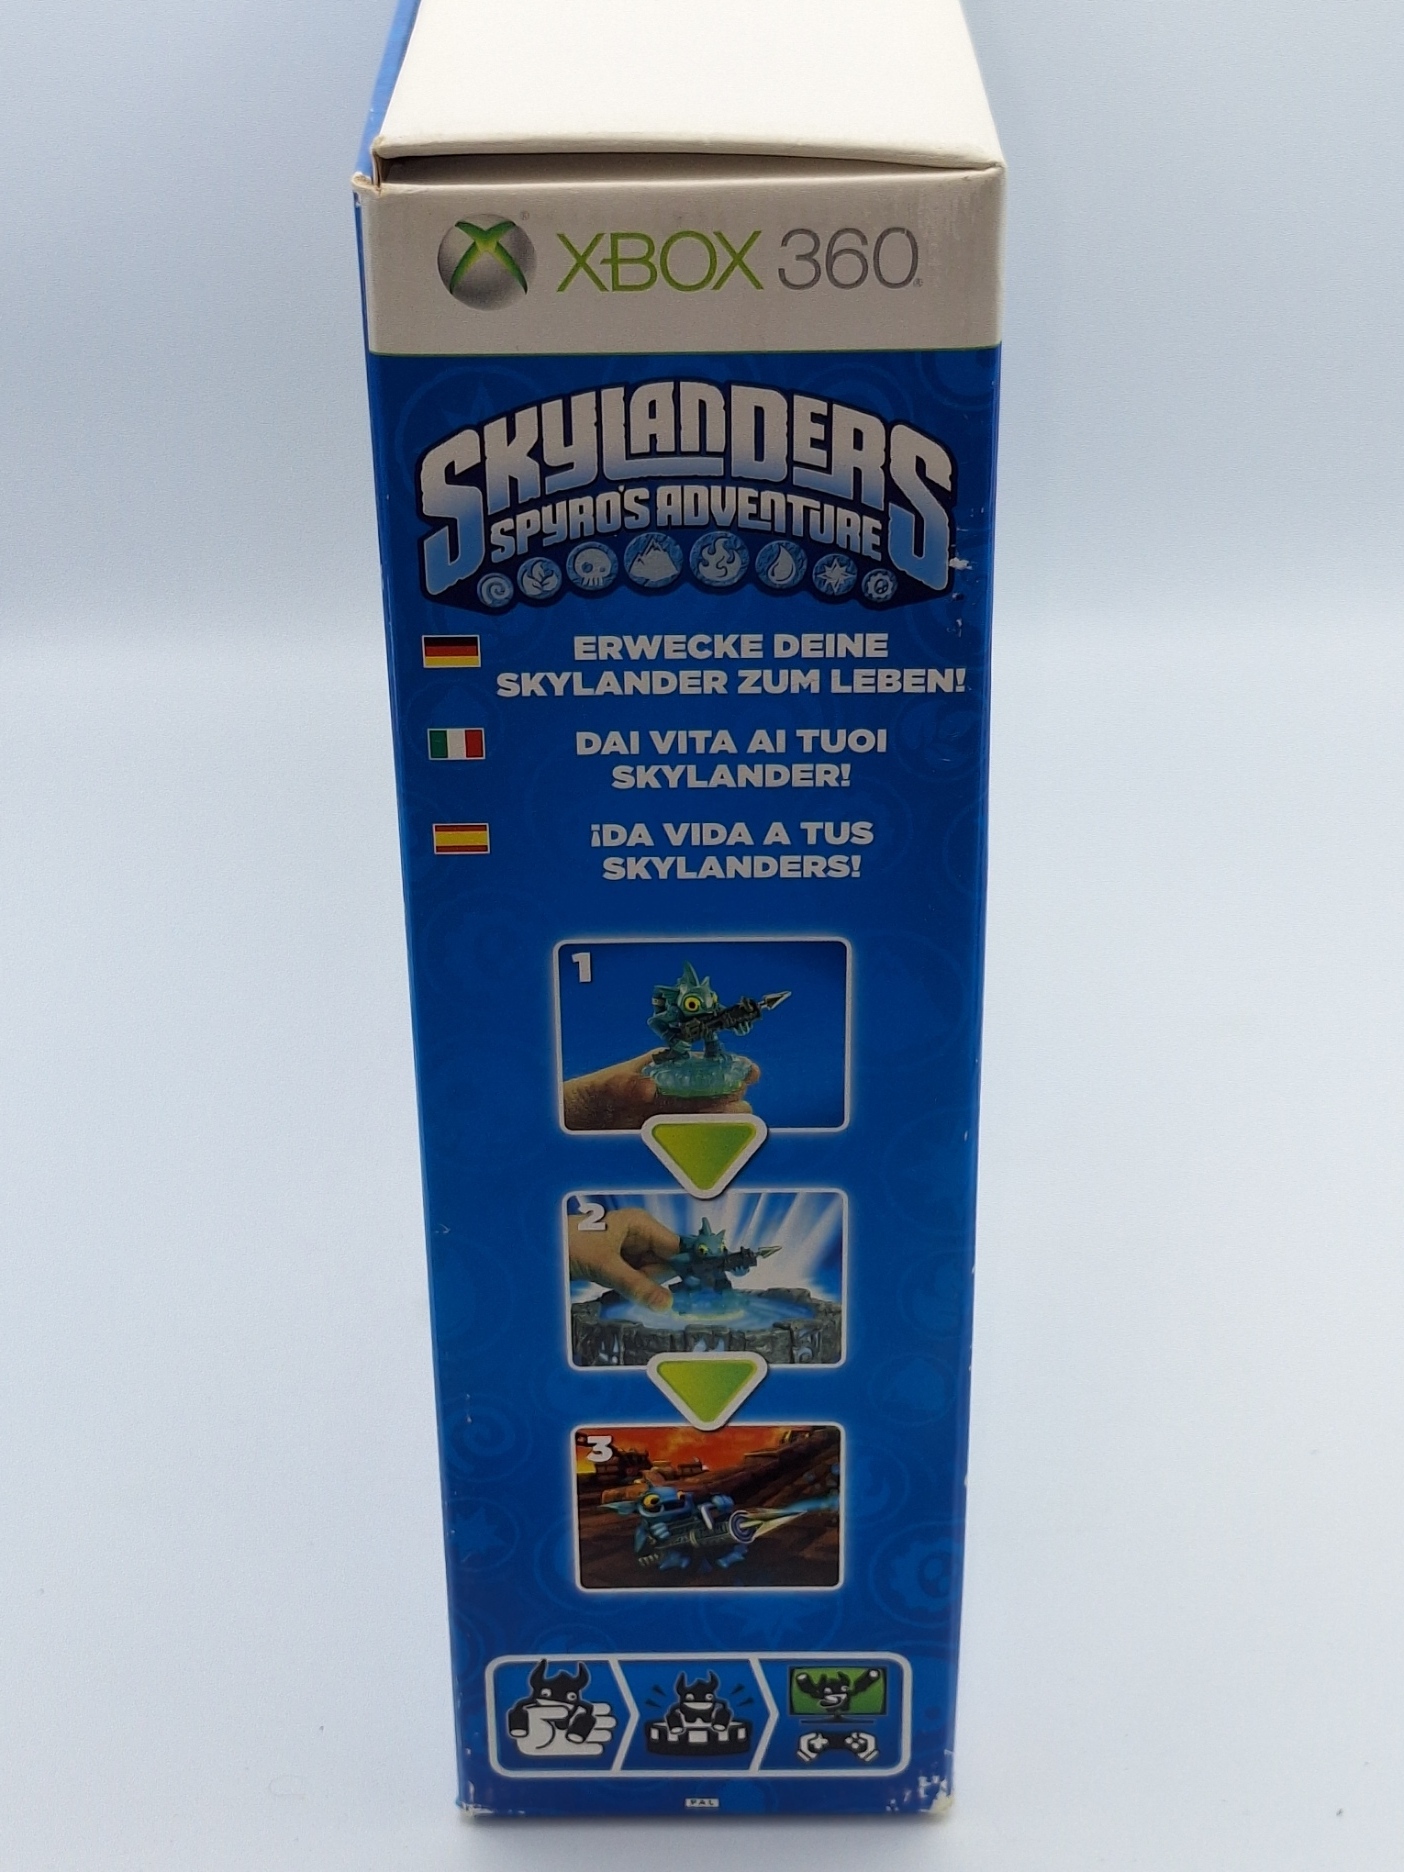 XBOX 360
SKYLANDERS
SPYRO'S ADVENTURE
ERWECKE DEINE
SKYLANDER ZUM LEBEN!
DAI VITA AI TUOI
SKYLANDER!
¡DA VIDA A TUS
SKYLANDERS!
1
2
3
PAL